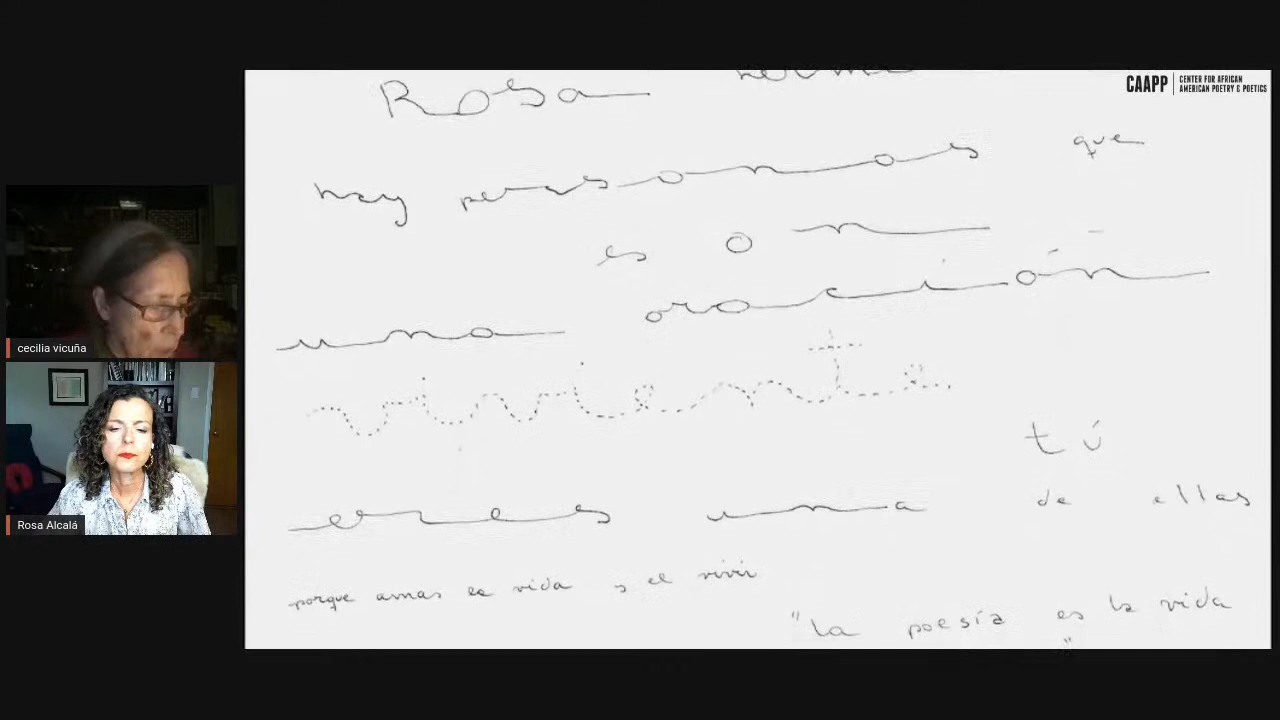 CAAPP CENTER FOR AFRICAN
AMERICAN POETRY & POETICS
Rosa
hay personas que
es o n
una oración
viviente
tú
eres una de ellas
porque amas la vida y el vivir
"la poesía es la vida
"
cecilia vicuña
Rosa Alcalá